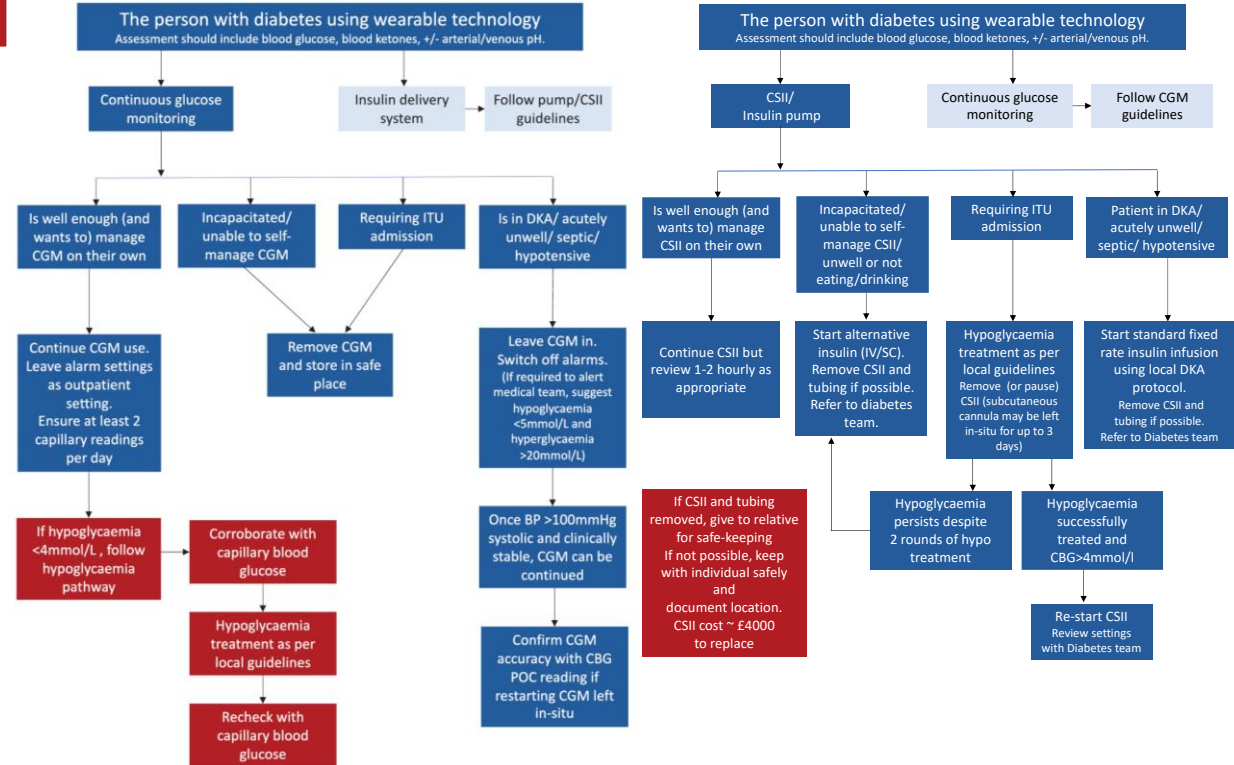 The person with diabetes using wearable technology
Assessment should include blood glucose, blood ketones, +/- arterial/venous pH.
Continuous glucose
monitoring
Insulin delivery
system
Follow pump/CSII
guidelines
Is well enough (and
wants to) manage
CGM on their own
Incapacitated/
unable to self-
manage CGM
Requiring ITU
admission
Is in DKA/ acutely
unwell/ septic/
hypotensive
Continue CGM use.
Leave alarm settings
as outpatient
setting.
Ensure at least 2
capillary readings
per day
Remove CGM
and store in safe
place
Leave CGM in.
Switch off alarms.
(If required to alert
medical team, suggest
hypoglycaemia
<5mmol/L and
hyperglycaemia
>20mmol/L)
If hypoglycaemia
<4mmol/L , follow
hypoglycaemia
pathway
Corroborate with
capillary blood
glucose
Once BP >100mmHg
systolic and clinically
stable, CGM can be
continued
Hypoglycaemia
treatment as per
local guidelines
Confirm CGM
accuracy with CBG
POC reading if
restarting CGM left
in-situ
Recheck with
capillary blood
glucose
The person with diabetes using wearable technology
Assessment should include blood glucose, blood ketones, +/- arterial/venous pH.
CSII/
Insulin pump
Continuous glucose
monitoring
Follow CGM
guidelines
Is well enough (and
wants to) manage
CSII on their own
Incapacitated/
unable to self-
manage CSII/
unwell or not
eating/drinking
Requiring ITU
admission
Patient in DKA/
acutely unwell/
septic/ hypotensive
Continue CSII but
review 1-2 hourly as
appropriate
Start alternative
insulin (IV/SC).
Remove CSII and
tubing if possible.
Refer to diabetes
team.
Hypoglycaemia
treatment as per
local guidelines
Remove (or pause)
CSII (subcutaneous
cannula may be left
in-situ for up to 3
days)
Start standard fixed
rate insulin infusion
using local DKA
protocol.
Remove CSII and
tubing if possible.
Refer to Diabetes team
If CSII and tubing
removed, give to relative
for safe-keeping
If not possible, keep
with individual safely
and
document location.
CSII cost ~ £4000
to replace
Hypoglycaemia
persists despite
2 rounds of hypo
treatment
Hypoglycaemia
successfully
treated and
CBG>4mmol/l
Re-start CSII
Review settings
with Diabetes team